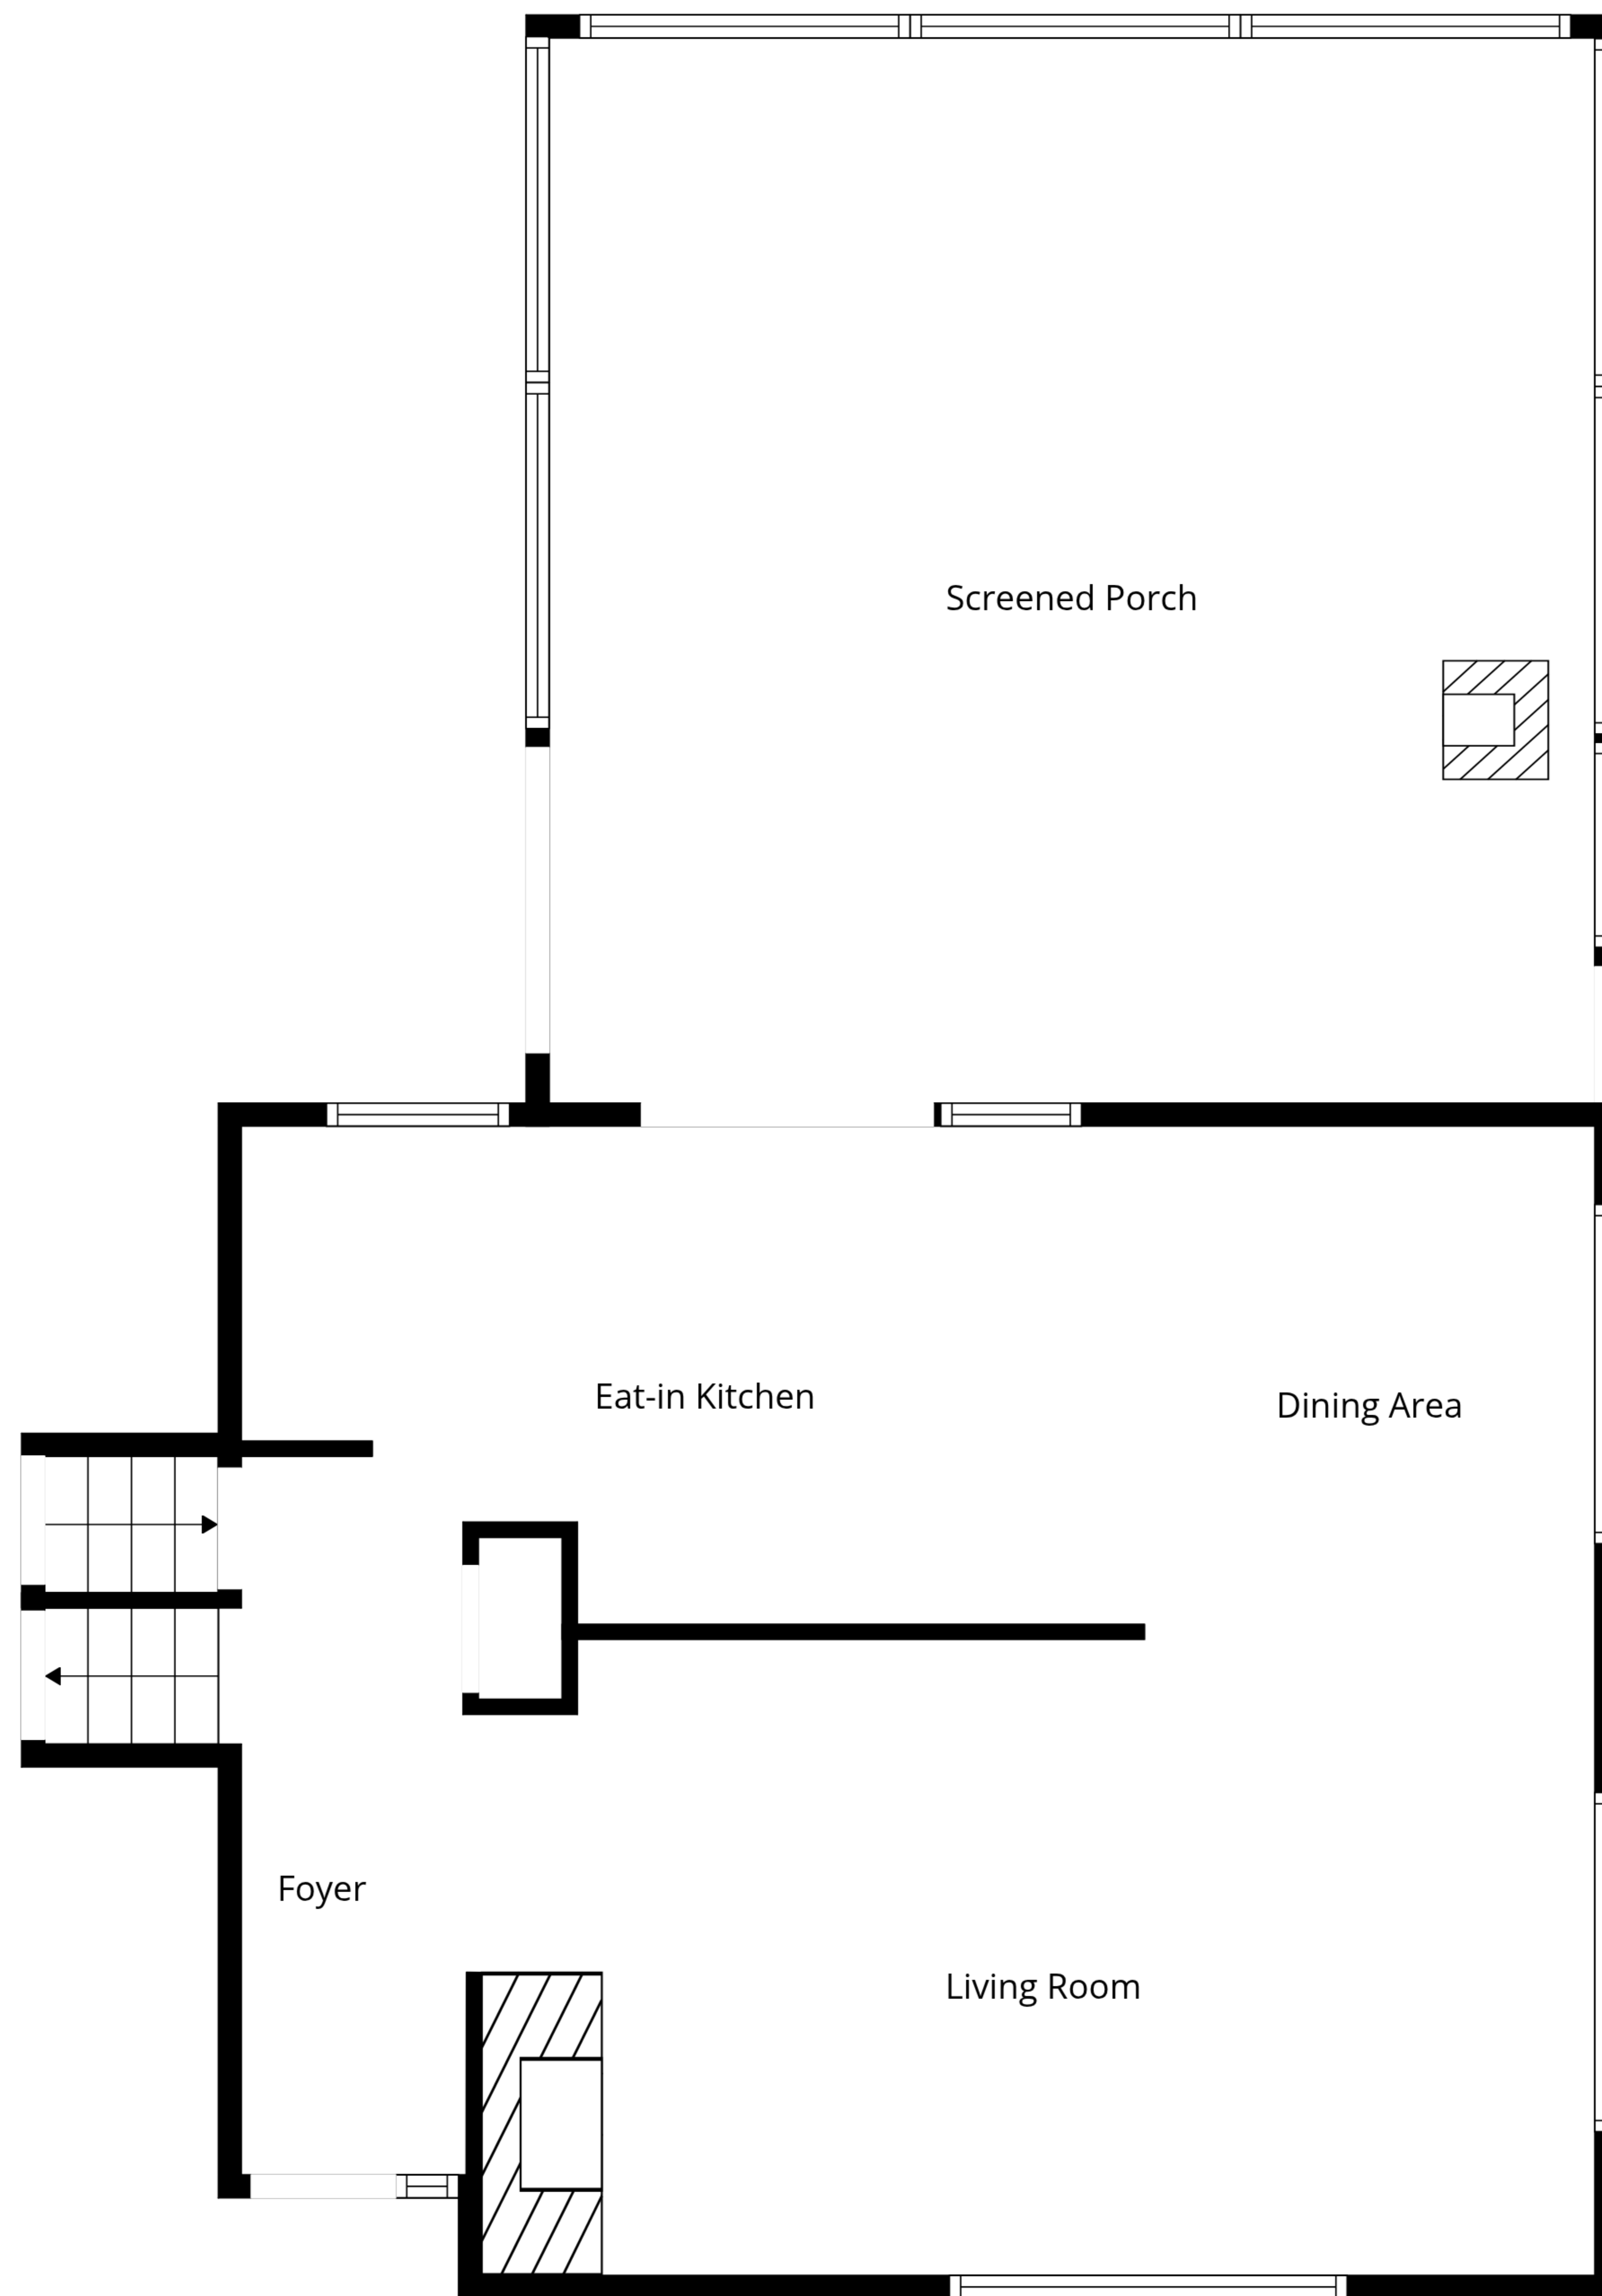 Screened Porch
Eat-in Kitchen
Dining Area
Foyer
Living Room